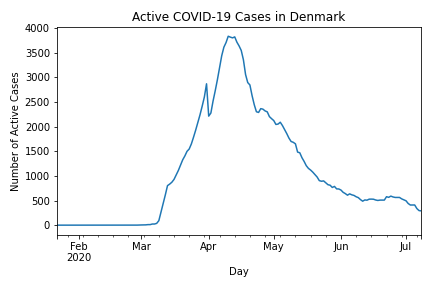 Active COVID-19 Cases in Denmark
Number of Active Cases
4000
3500
3000
2500
2000
1500
1000
500
0
Feb Mar Apr May Jun Jul
2020
Day